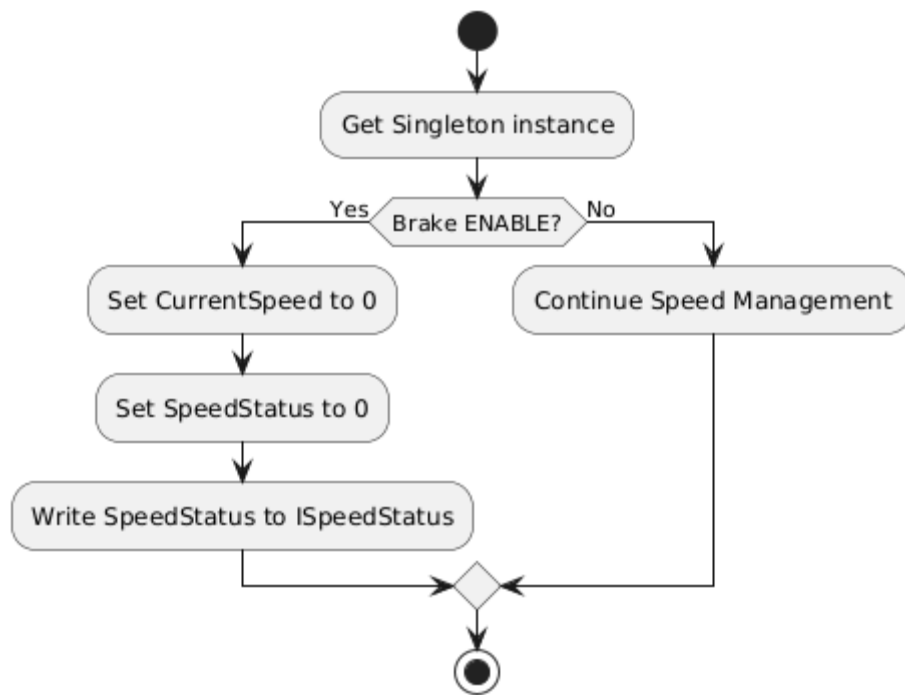 Get Singleton instance
Yes
Brake ENABLE?
No
Set CurrentSpeed to 0
Continue Speed Management
Set SpeedStatus to 0
Write SpeedStatus to ISpeedStatus